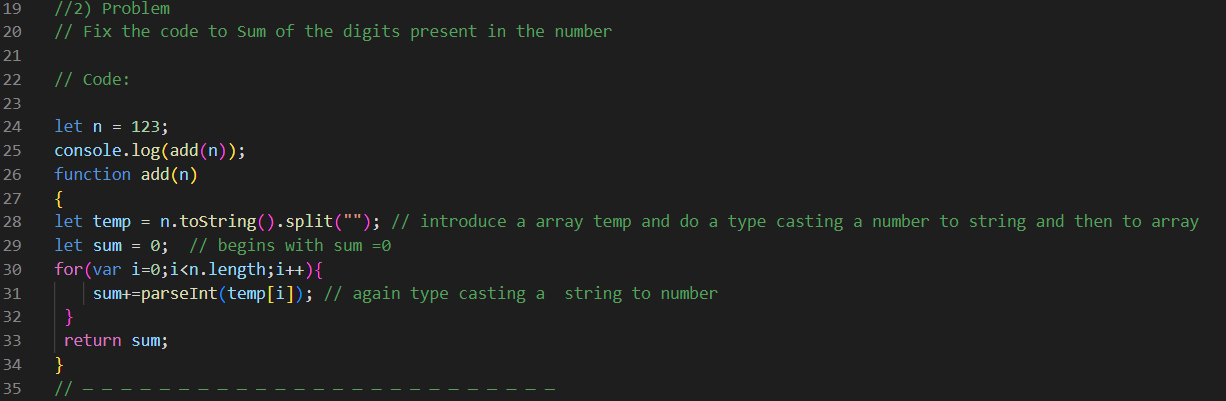 19 //2) Problem
20 // Fix the code to Sum of the digits present in the number
21
22 // Code:
23
24 let n = 123;
25 console.log(add(n));
26 function add(n)
27 {
28 let temp = n.toString().split(""); // introduce a array temp and do a type casting a number to string and then to array
29 let sum = 0;  // begins with sum =0
30 for(var i=0;i<n.length;i++){
31     sum+=parseInt(temp[i]); // again type casting a  string to number
32  }
33  return sum;
34 }
35 // — — — — — — — — — — — — — — — — — — — — — — — — —